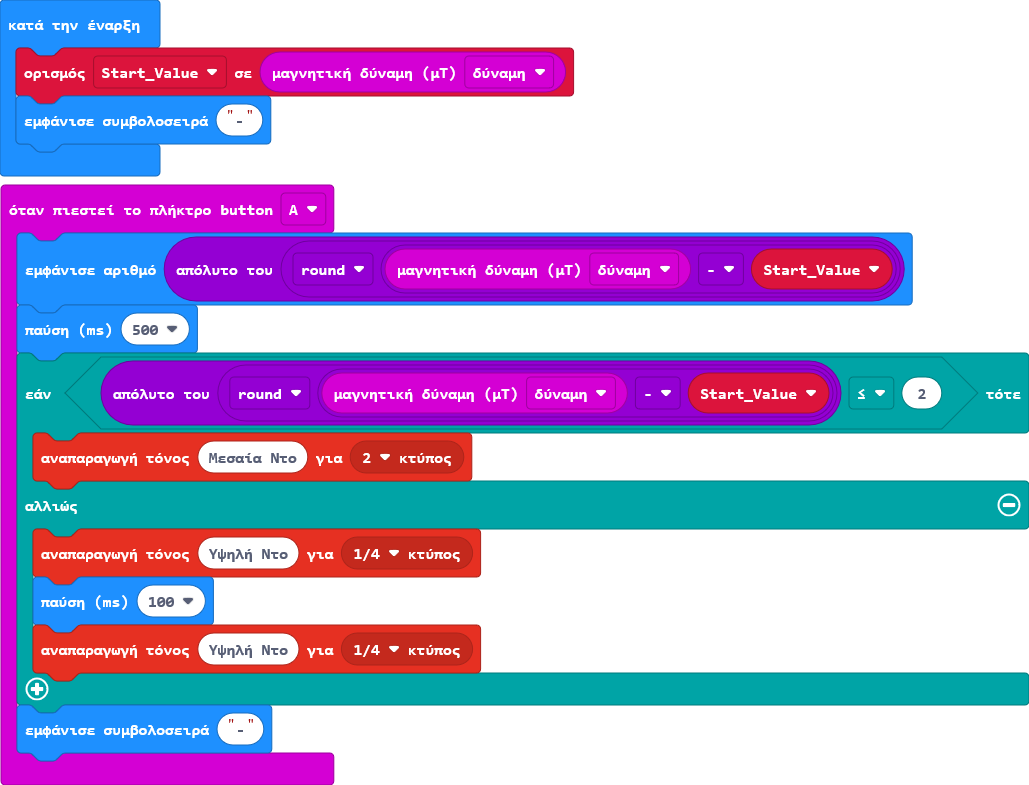 κατά την έναρξη
ορισμός Start_Value σε μαγνητική δύναμη (μT) δύναμη
εμφάνισε συμβολοσειρά "-"
όταν πιεστεί το πλήκτρο button A
εμφάνισε αριθμό απόλυτο του round μαγνητική δύναμη (μT) δύναμη - Start_Value
παύση (ms) 500
εάν απόλυτο του round μαγνητική δύναμη (μT) δύναμη - Start_Value ≤ 2 τότε
αναπαραγωγή τόνος Μεσαία Ντο για 2 κτύπος
αλλιώς
αναπαραγωγή τόνος Υψηλή Ντο για 1/4 κτύπος
παύση (ms) 100
αναπαραγωγή τόνος Υψηλή Ντο για 1/4 κτύπος
εμφάνισε συμβολοσειρά "-"